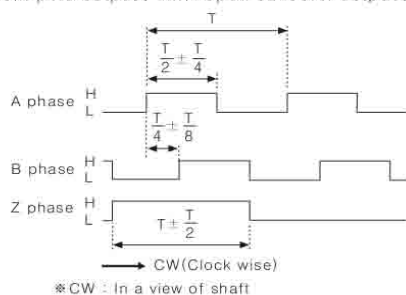 T
T/2 ± T/4
A phase H
L
T/4 ± T/8
B phase H
L
Z phase H
L
T± T/2
CW(Clock wise)
※CW : In a view of shaft